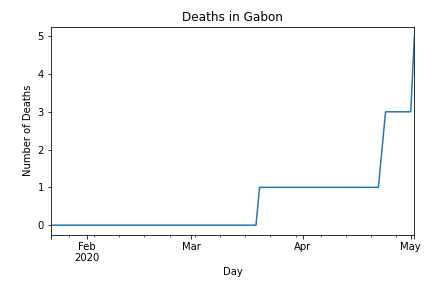 Deaths in Gabon
Number of Deaths
5
4
3
2
1
0
Feb
2020
Mar
Apr
May
Day